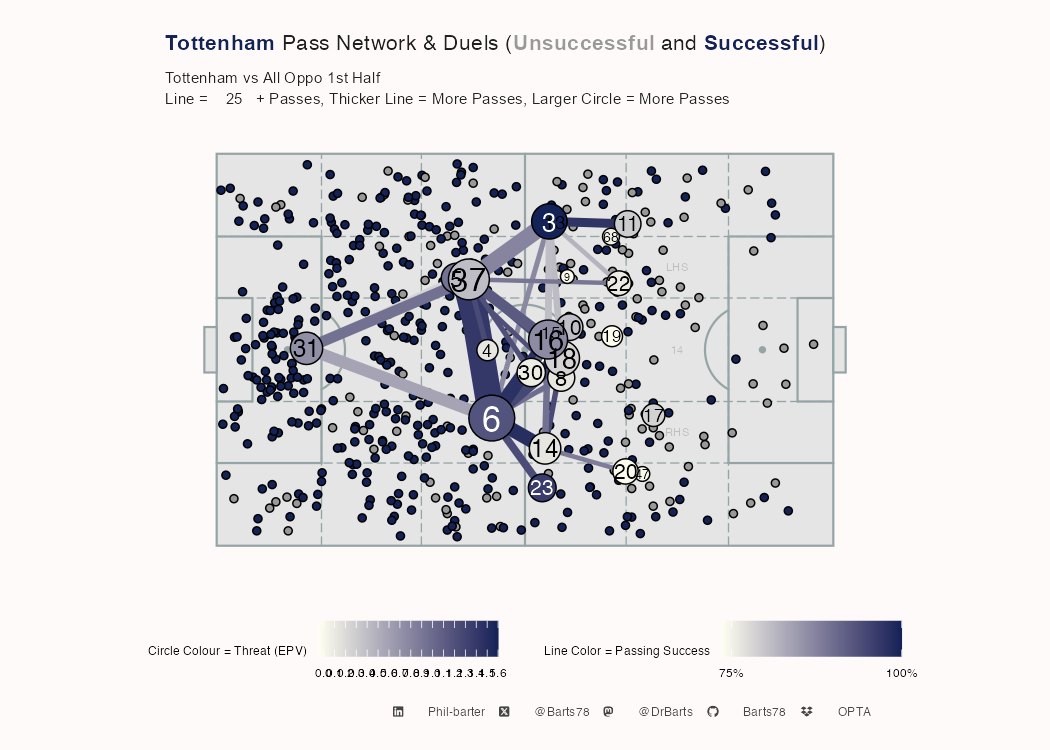 Tottenham Pass Network & Duels (Unsuccessful and Successful)
Tottenham vs All Oppo 1st Half
Line = 25 + Passes, Thicker Line = More Passes, Larger Circle = More Passes
3
11
68
LHS
37
9
22
10
16
15
19
31
4
14
18
30
8
6
17
RHS
14
20
47
23
Circle Colour = Threat (EPV)
Line Color = Passing Success
75%
100%
Phil-barter
@Barts78
@DrBarts
Barts78
OPTA